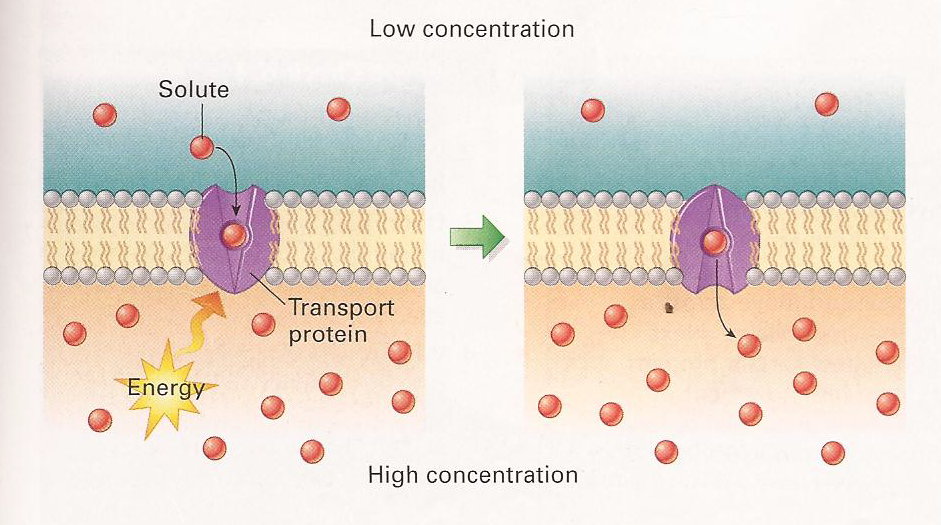 Low concentration
Solute
Transport
protein
Energy
High concentration